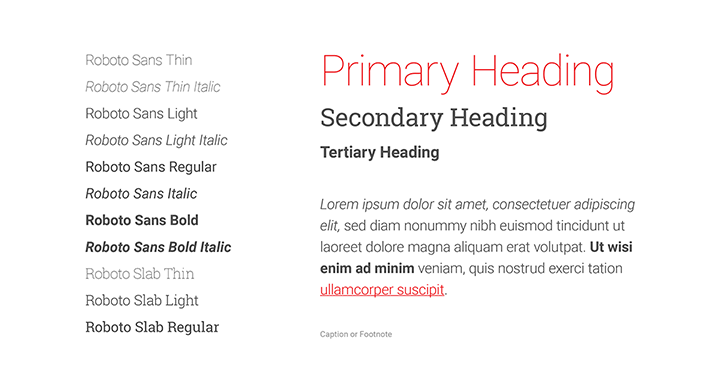 Roboto Sans Thin
Roboto Sans Thin Italic
Roboto Sans Light
Roboto Sans Light Italic
Roboto Sans Regular
Roboto Sans Italic
Roboto Sans Bold
Roboto Sans Bold Italic
Roboto Slab Thin
Roboto Slab Light
Roboto Slab Regular
Primary Heading
Secondary Heading
Tertiary Heading
Lorem ipsum dolor sit amet, consectetuer adipiscing
elit, sed diam nonummy nibh euismod tincidunt ut
laoreet dolore magna aliquam erat volutpat. Ut wisi
enim ad minim veniam, quis nostrud exerci tation
ullamcorper suscipit.
Caption or Footnote